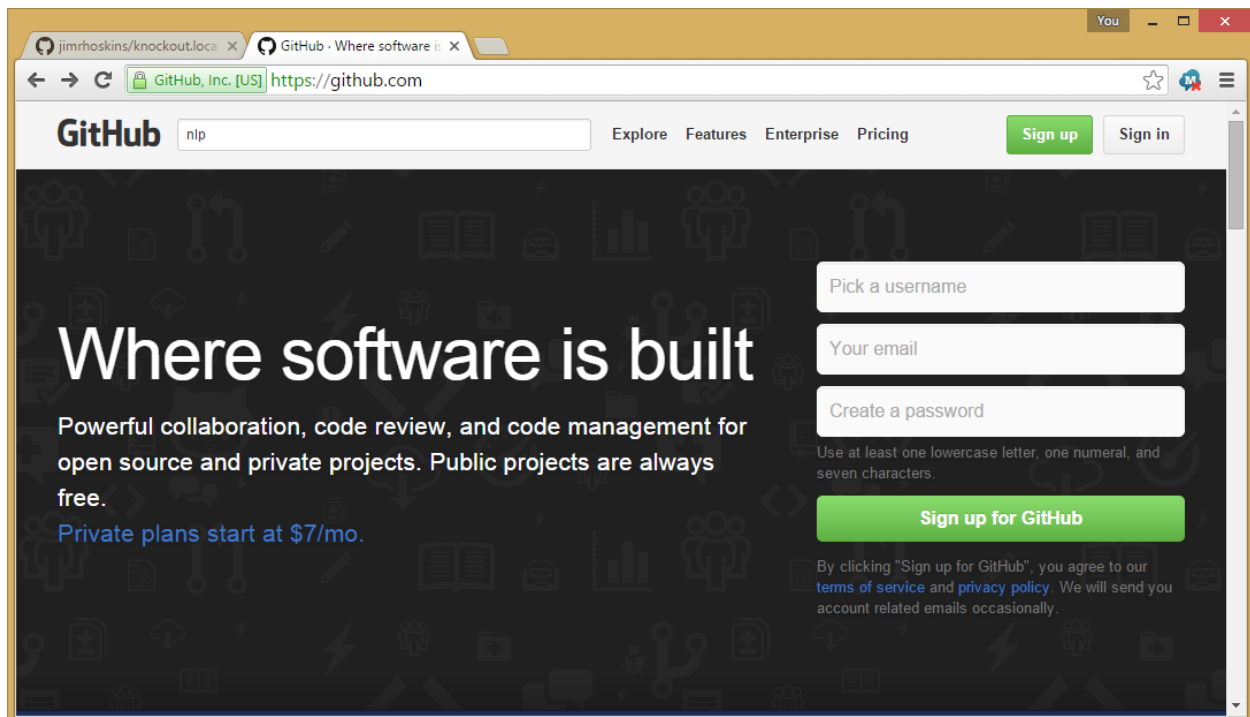 You
jimrhoskins/knockout.loca
GitHub · Where software is
GitHub, Inc. [US] https://github.com
GitHub nlp Explore Features Enterprise Pricing Sign up Sign in
Where software is built
Powerful collaboration, code review, and code management for
open source and private projects. Public projects are always
free.
Private plans start at $7/mo.
Pick a username
Your email
Create a password
Use at least one lowercase letter, one numeral, and
seven characters.
Sign up for GitHub
By clicking "Sign up for GitHub", you agree to our
terms of service and privacy policy. We will send you
account related emails occasionally.